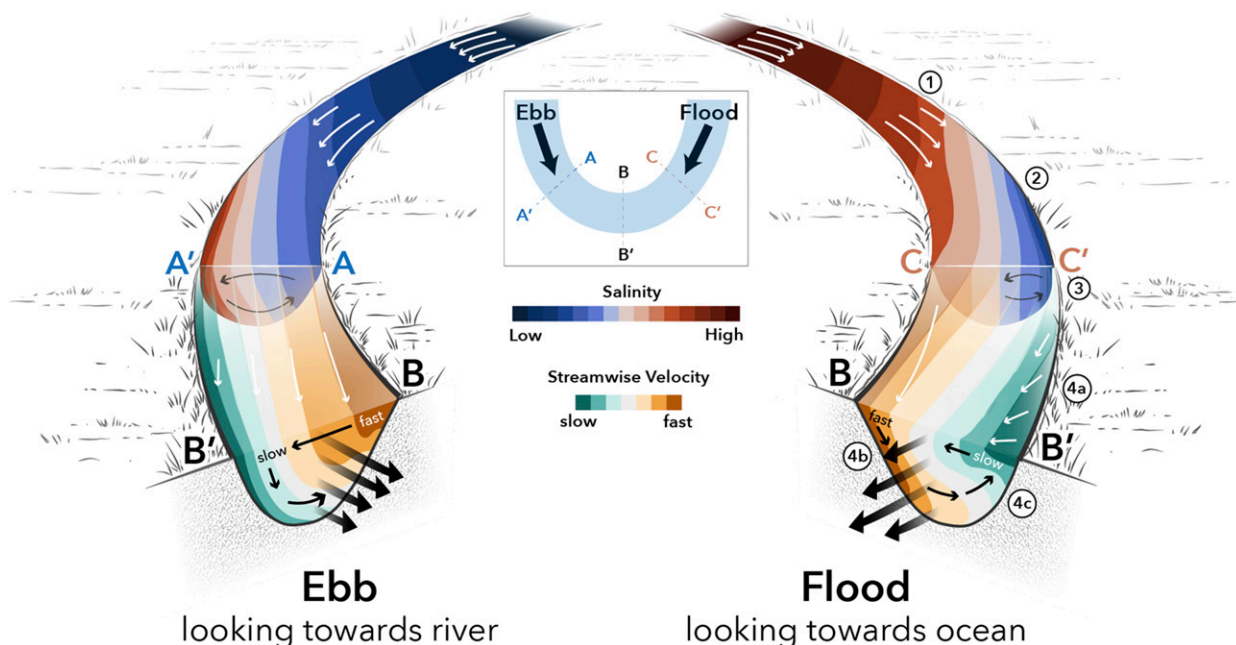 Ebb
Flood
A
A'
B
B'
C
C'
Salinity
Low
High
Streamwise Velocity
slow
fast
A'
A
B
B'
fast
slow
Ebb
looking towards river
1
2
C
C'
3
B
B'
4a
fast
slow
4b
4c
Flood
looking towards ocean